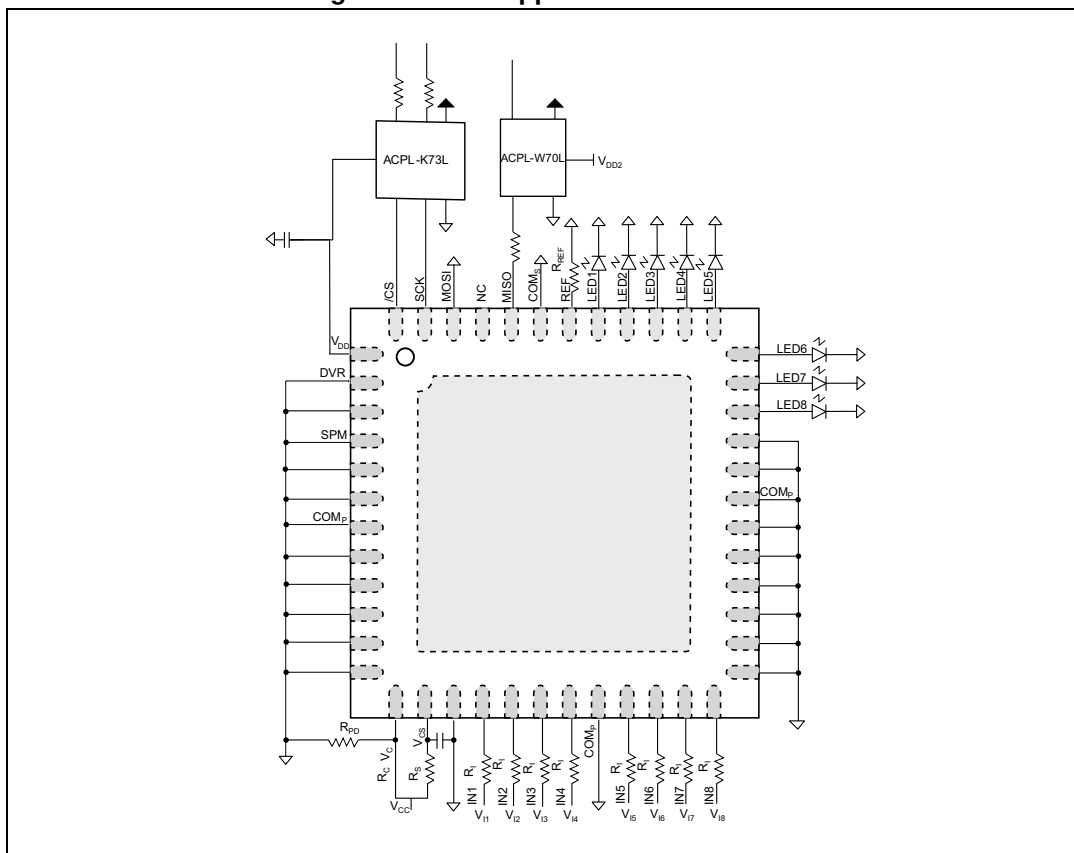 ACPL-K73L
ACPL-W70L
VDD2
/CS
SCK
MOSI
NC
MISO
COMS
REF
RREF
LED1
LED2
LED3
LED4
LED5
VDD
DVR
SPM
COMP
LED6
LED7
LED8
COMP
RPD
RC
VC
VCS
RS
VCC
IN1
RI
VI1
IN2
RI
VI2
IN3
RI
VI3
IN4
RI
VI4
COMP
IN5
RI
VI5
IN6
RI
VI6
IN7
RI
VI7
IN8
RI
VI8